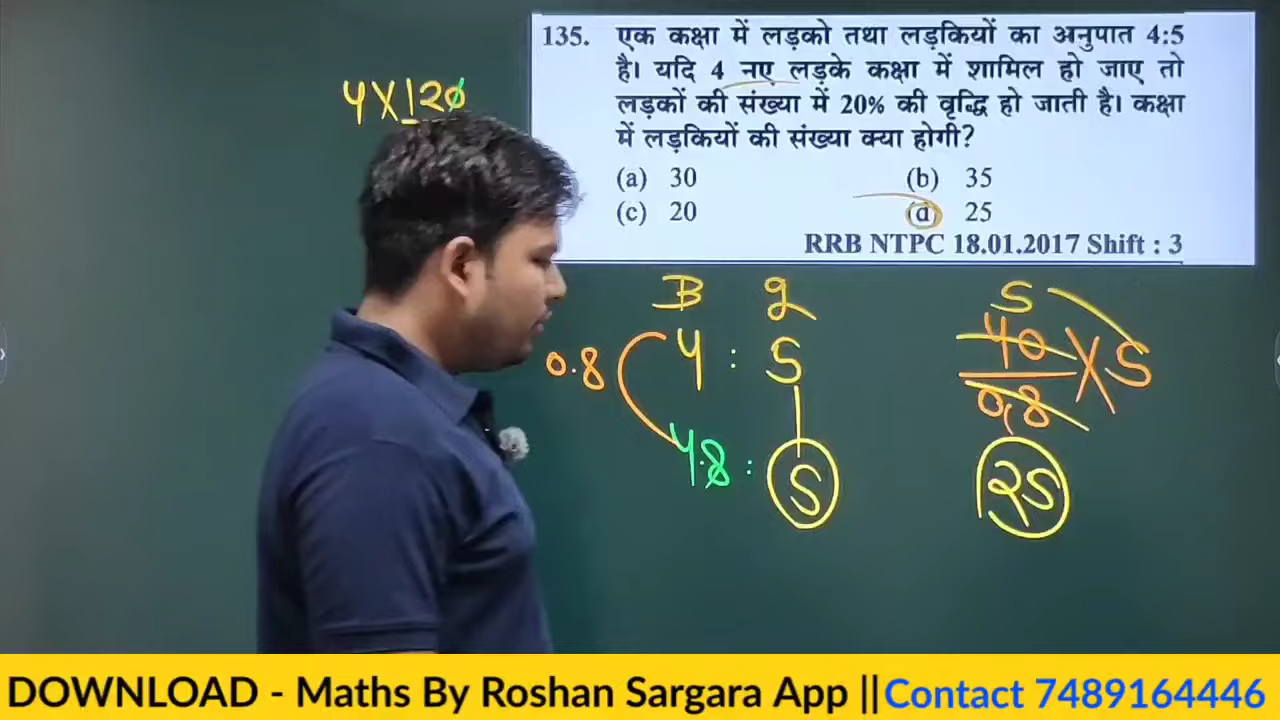 135. एक कक्षा में लड़को तथा लड़कियों का अनुपात 4:5
है। यदि 4 नए लड़के कक्षा में शामिल हो जाए तो
लड़कों की संख्या में 20% की वृद्धि हो जाती है। कक्षा
में लड़कियों की संख्या क्या होगी?
(a) 30 (b) 35
(c) 20 (d) 25
RRB NTPC 18.01.2017 Shift : 3
4X120
B g
4 : 5
0.8
4.8 : 5
5
40 X 5
0.8
25
DOWNLOAD - Maths By Roshan Sargara App ||Contact 7489164446